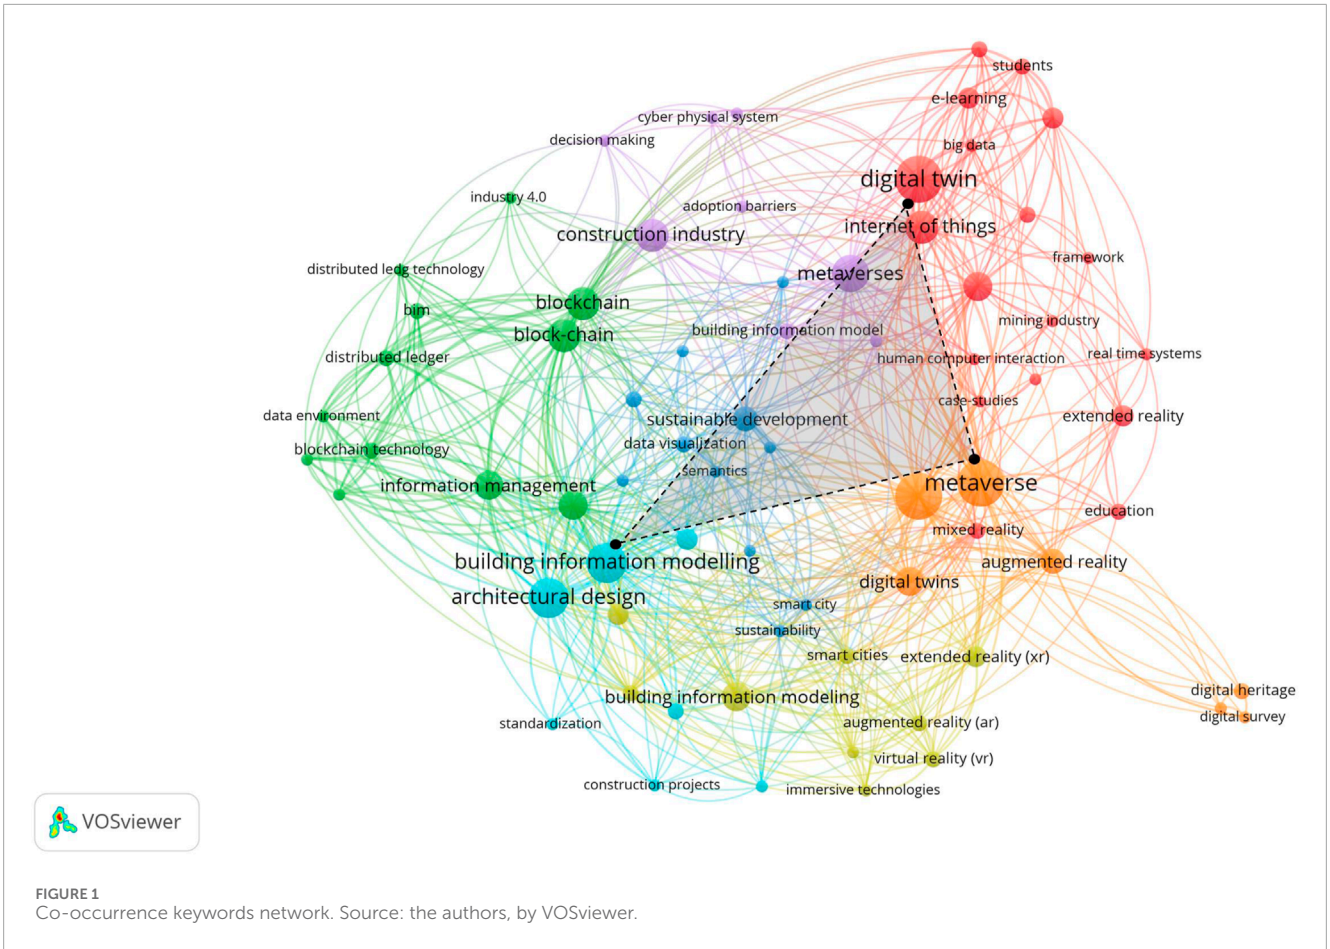 students
e-learning
cyber physical system
decision making
big data
digital twin
industry 4.0
adoption barriers
internet of things
construction industry
framework
distributed ledg technology
metaverses
blockchain
bim
mining industry
building information model
block-chain
real time systems
distributed ledger
human computer interaction
case-studies
data environment
extended reality
sustainable development
data visualization
blockchain technology
semantics
information management
metaverse
education
mixed reality
building information modelling
augmented reality
digital twins
architectural design
smart city
sustainability
smart cities
extended reality (xr)
digital heritage
building information modeling
digital survey
standardization
augmented reality (ar)
virtual reality (vr)
construction projects
immersive technologies
VOSviewer
FIGURE 1
Co-occurrence keywords network. Source: the authors, by VOSviewer.